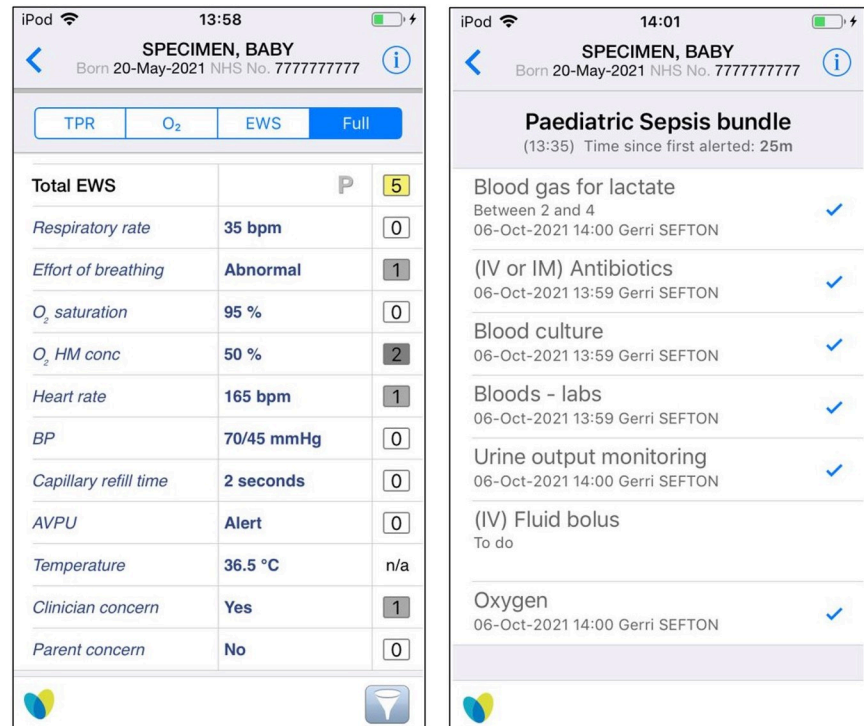 iPod 13:58
SPECIMEN, BABY
Born 20-May-2021 NHS No. 7777777777
TPR O₂ EWS Full
Total EWS P 5
Respiratory rate 35 bpm 0
Effort of breathing Abnormal 1
O₂ saturation 95 % 0
O₂ HM conc 50 % 2
Heart rate 165 bpm 1
BP 70/45 mmHg 0
Capillary refill time 2 seconds 0
AVPU Alert 0
Temperature 36.5 °C n/a
Clinician concern Yes 1
Parent concern No 0
iPod 14:01
SPECIMEN, BABY
Born 20-May-2021 NHS No. 7777777777
Paediatric Sepsis bundle
(13:35) Time since first alerted: 25m
Blood gas for lactate
Between 2 and 4
06-Oct-2021 14:00 Gerri SEFTON
(IV or IM) Antibiotics
06-Oct-2021 13:59 Gerri SEFTON
Blood culture
06-Oct-2021 13:59 Gerri SEFTON
Bloods - labs
06-Oct-2021 13:59 Gerri SEFTON
Urine output monitoring
06-Oct-2021 14:00 Gerri SEFTON
(IV) Fluid bolus
To do
Oxygen
06-Oct-2021 14:00 Gerri SEFTON